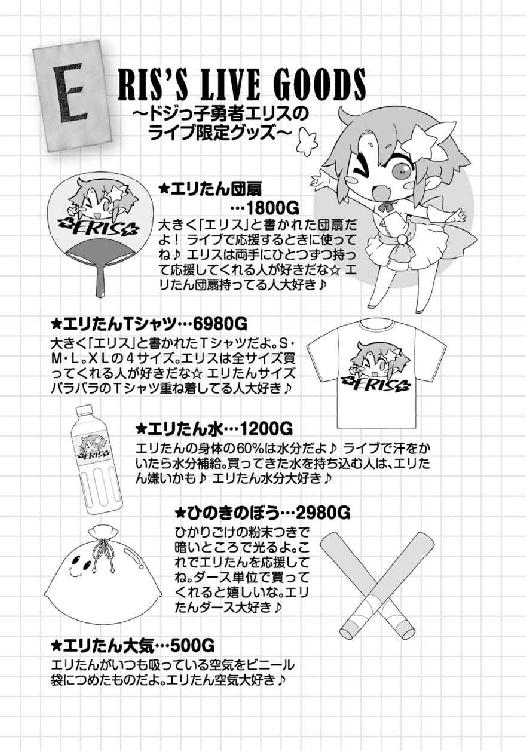 ERIS'S LIVE GOODS
～ドジっ子勇者エリスの
ライブ限定グッズ～
★エリたん団扇
…1800G
大きく「エリス」と書かれた団扇だ
よ！ ライブで応援するときに使って
ね♪ エリスは両手にひとつずつ持っ
て応援してくれる人が好きだな☆ エ
リたん団扇持ってる人大好き♪
ERIS
★エリたんTシャツ…6980G
大きく「エリス」と書かれたTシャツだよ。S・
M・L。XLの4サイズ。エリスは全サイズ買
ってくれる人が好きだな☆ エリたんサイズ
バラバラのTシャツ重ね着してる人大好き♪
ERIS
★エリたん水…1200G
エリたんの身体の60%は水分だよ♪ ライブで汗をか
いたら水分補給。買ってきた水を持ち込む人は、エリた
ん嫌いかも♪ エリたん水分大好き♪
ERIS
★ひのきのぼう…2980G
ひかりごけの粉末つきで
暗いところで光るよ。こ
れでエリたんを応援して
ね。ダース単位で買って
くれると嬉しいな。エリ
たんダース大好き♪
★エリたん大気…500G
エリたんがいつも吸っている空気をビニール
袋につめたものだよ。エリたん空気大好き♪